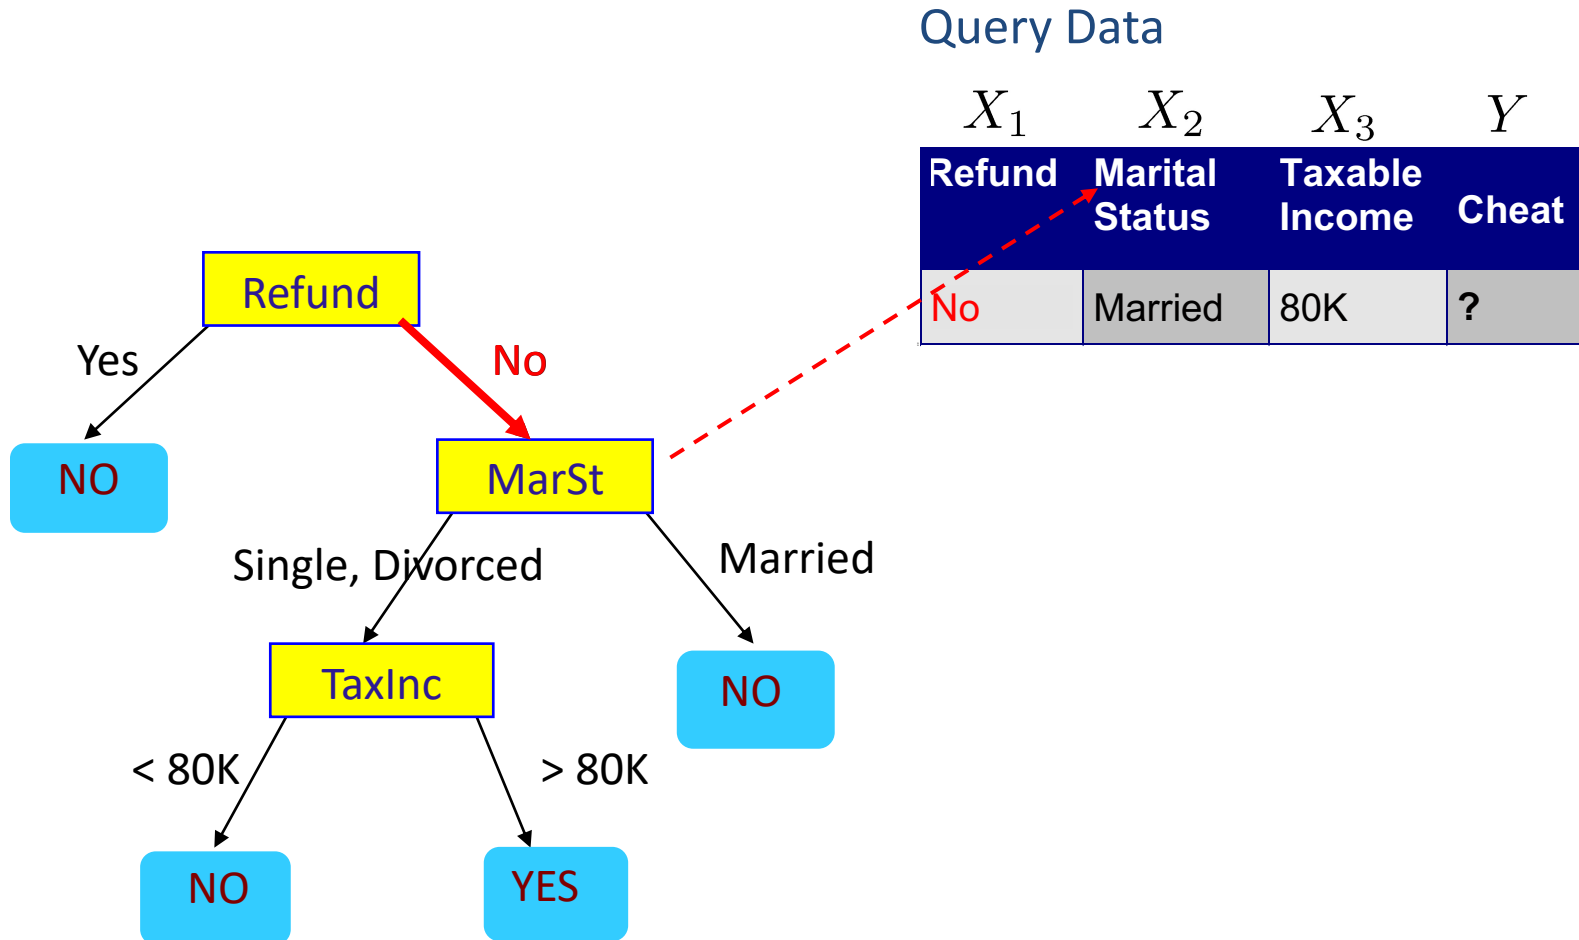 Query Data
X₁ X₂ X₃ Y
Refund Marital Status Taxable Income Cheat
No Married 80K ?
Refund
Yes
No
NO
MarSt
Single, Divorced
Married
TaxInc
NO
< 80K
> 80K
NO
YES